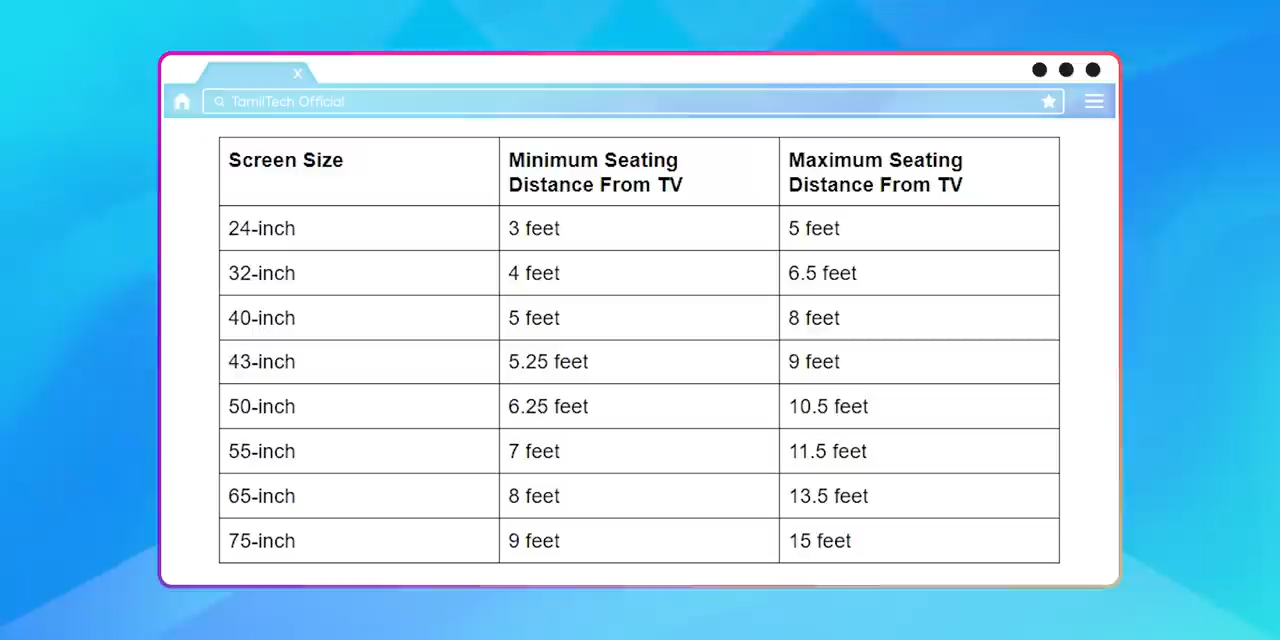 X
TamilTech Official
Screen Size Minimum Seating Distance From TV Maximum Seating Distance From TV
24-inch 3 feet 5 feet
32-inch 4 feet 6.5 feet
40-inch 5 feet 8 feet
43-inch 5.25 feet 9 feet
50-inch 6.25 feet 10.5 feet
55-inch 7 feet 11.5 feet
65-inch 8 feet 13.5 feet
75-inch 9 feet 15 feet